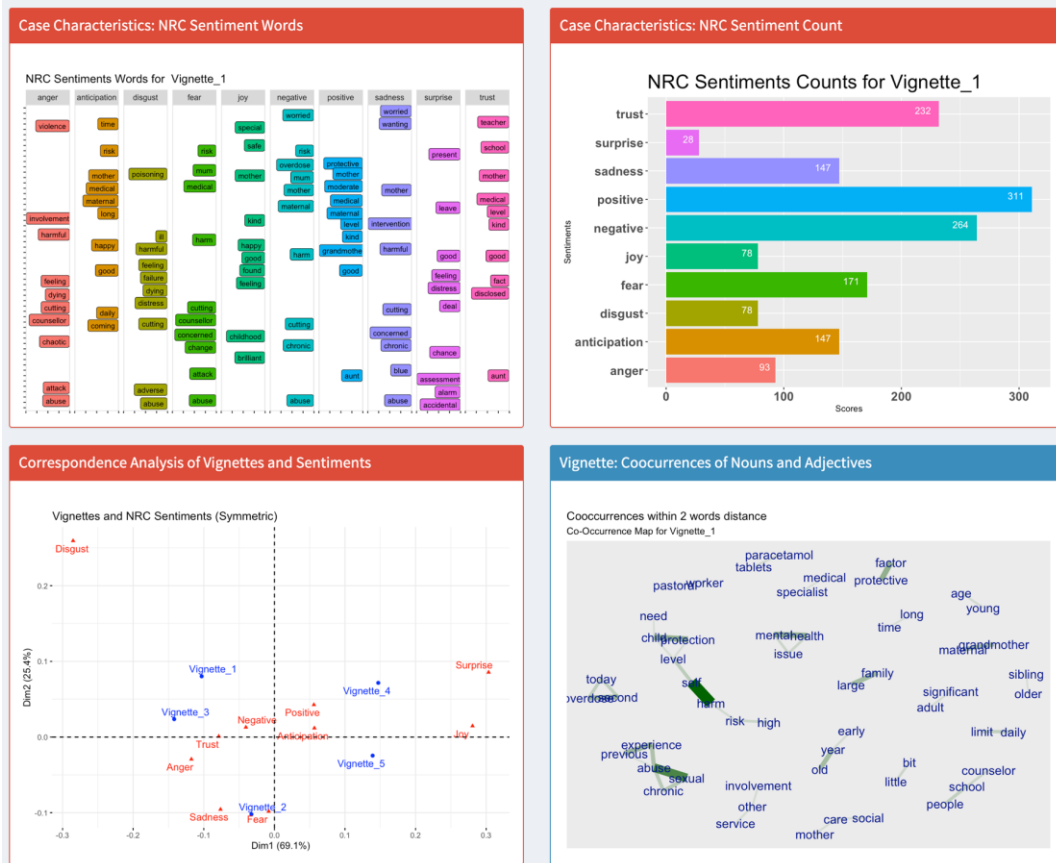 Case Characteristics: NRC Sentiment Words
NRC Sentiments Words for Vignette_1
anger anticipation disgust fear joy negative positive sadness surprise trust
worried
worried
violence time special wanting teacher
safe
school
risk risk risk present
overdose protective
mother poisoning mum mother mum mother mother
medical medical mother moderate mother
maternal maternal medical medical
long maternal leave level
involvement kind level intervention kind
harmful ill harm kind
happy harmful happy harm grandmothe harmful good good
good good good
feeling feeling found feeling fact
dying failure feeling distress disclosed
dying
cutting distress cutting cutting deal
counsellor daily counsellor
coming cutting cutting
chaotic concerned childhood chronic concerned
change chronic chance
brilliant
attack adverse attack aunt blue assessment aunt
alarm
abuse abuse abuse abuse abuse accidental
Case Characteristics: NRC Sentiment Count
NRC Sentiments Counts for Vignette_1
Sentiments
trust 232
surprise 28
sadness 147
positive 311
negative 264
joy 78
fear 171
disgust 78
anticipation 147
anger 93
0 100 200 300
Scores
Correspondence Analysis of Vignettes and Sentiments
Vignettes and NRC Sentiments (Symmetric)
Disgust
0.2
0.1
Surprise
Vignette_1
Vignette_4
Vignette_3
Positive
Negative
Joy
0.0
Trust
Anticipation
Vignette_5
Anger
-0.1
Vignette_2
Sadness
Fear
-0.3 -0.2 -0.1 0.0 0.1 0.2 0.3
Dim1 (69.1%)
Dim2 (25.4%)
Vignette: Coocurrences of Nouns and Adjectives
Cooccurrences within 2 words distance
Co-Occurrence Map for Vignette_1
paracetamol
tablets
factor
protective
pastoral worker
medical
specialist
age
young
need
long
time
child protection
mental health
issue
grandmother
maternal
level
family
large
sibling
older
today
overdose second
self
harm
significant
adult
risk high
early
year
old
limit daily
experience
previous
abuse
sexual
chronic
bit
little
counselor
school
people
involvement
other
service
care social
mother